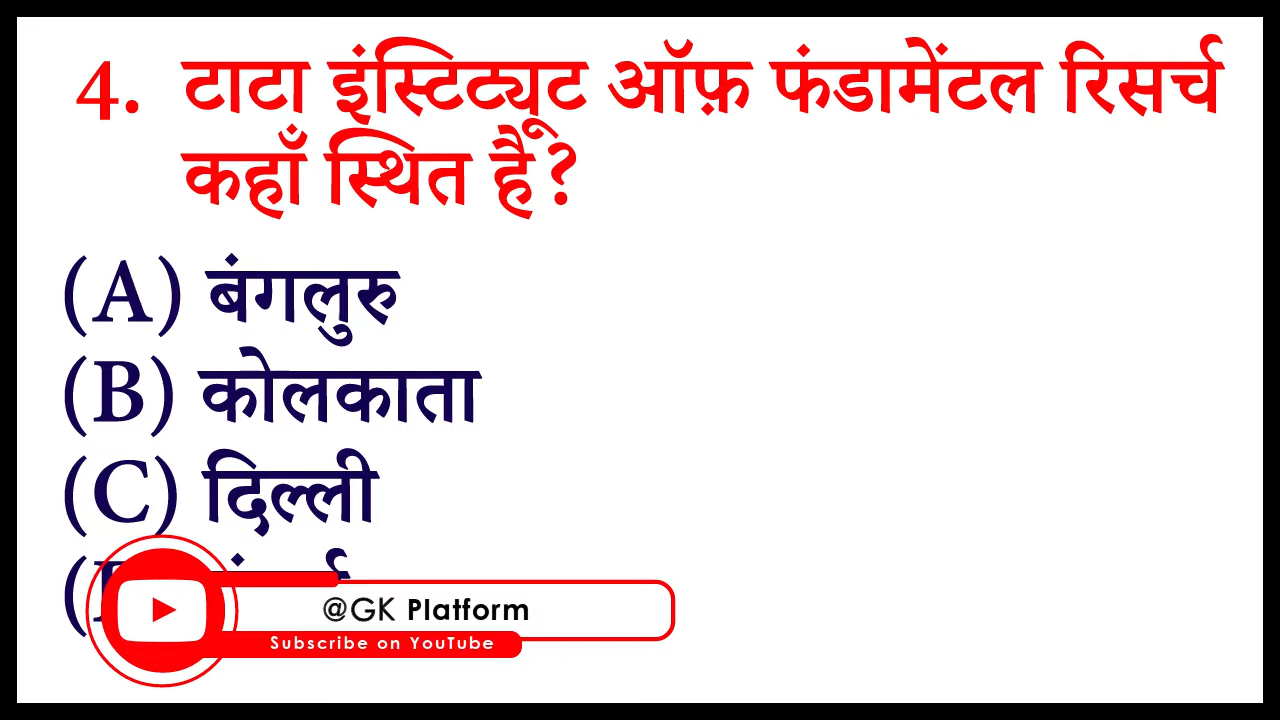 4. टाटा इंस्टिट्यूट ऑफ़ फंडामेंटल रिसर्च
कहाँ स्थित है?
(A) बंगलुरु
(B) कोलकाता
(C) दिल्ली
@GK Platform
Subscribe on YouTube